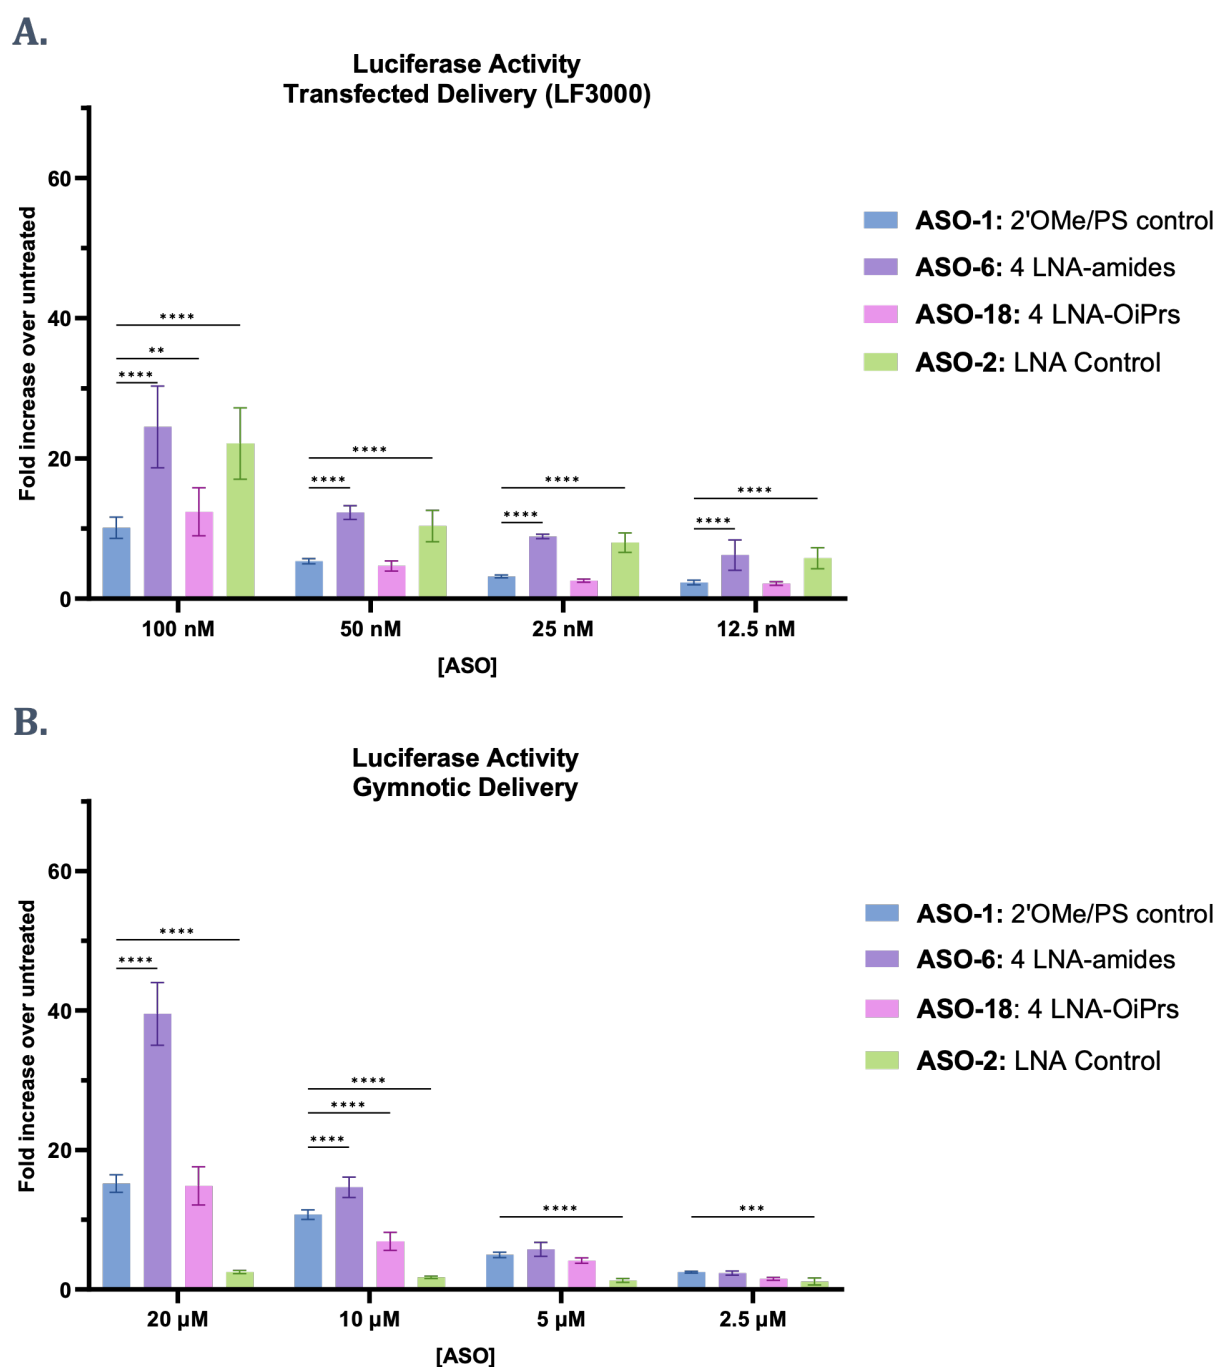 A.
Luciferase Activity
Transfected Delivery (LF3000)
Fold increase over untreated
60
40
20
0
****
**
****
****
****
****
****
****
****
100 nM
50 nM
25 nM
12.5 nM
[ASO]
ASO-1: 2'OMe/PS control
ASO-6: 4 LNA-amides
ASO-18: 4 LNA-OiPrs
ASO-2: LNA Control
B.
Luciferase Activity
Gymnotic Delivery
Fold increase over untreated
60
40
20
0
****
****
****
****
****
****
***
20 μM
10 μM
5 μM
2.5 μM
[ASO]
ASO-1: 2'OMe/PS control
ASO-6: 4 LNA-amides
ASO-18: 4 LNA-OiPrs
ASO-2: LNA Control